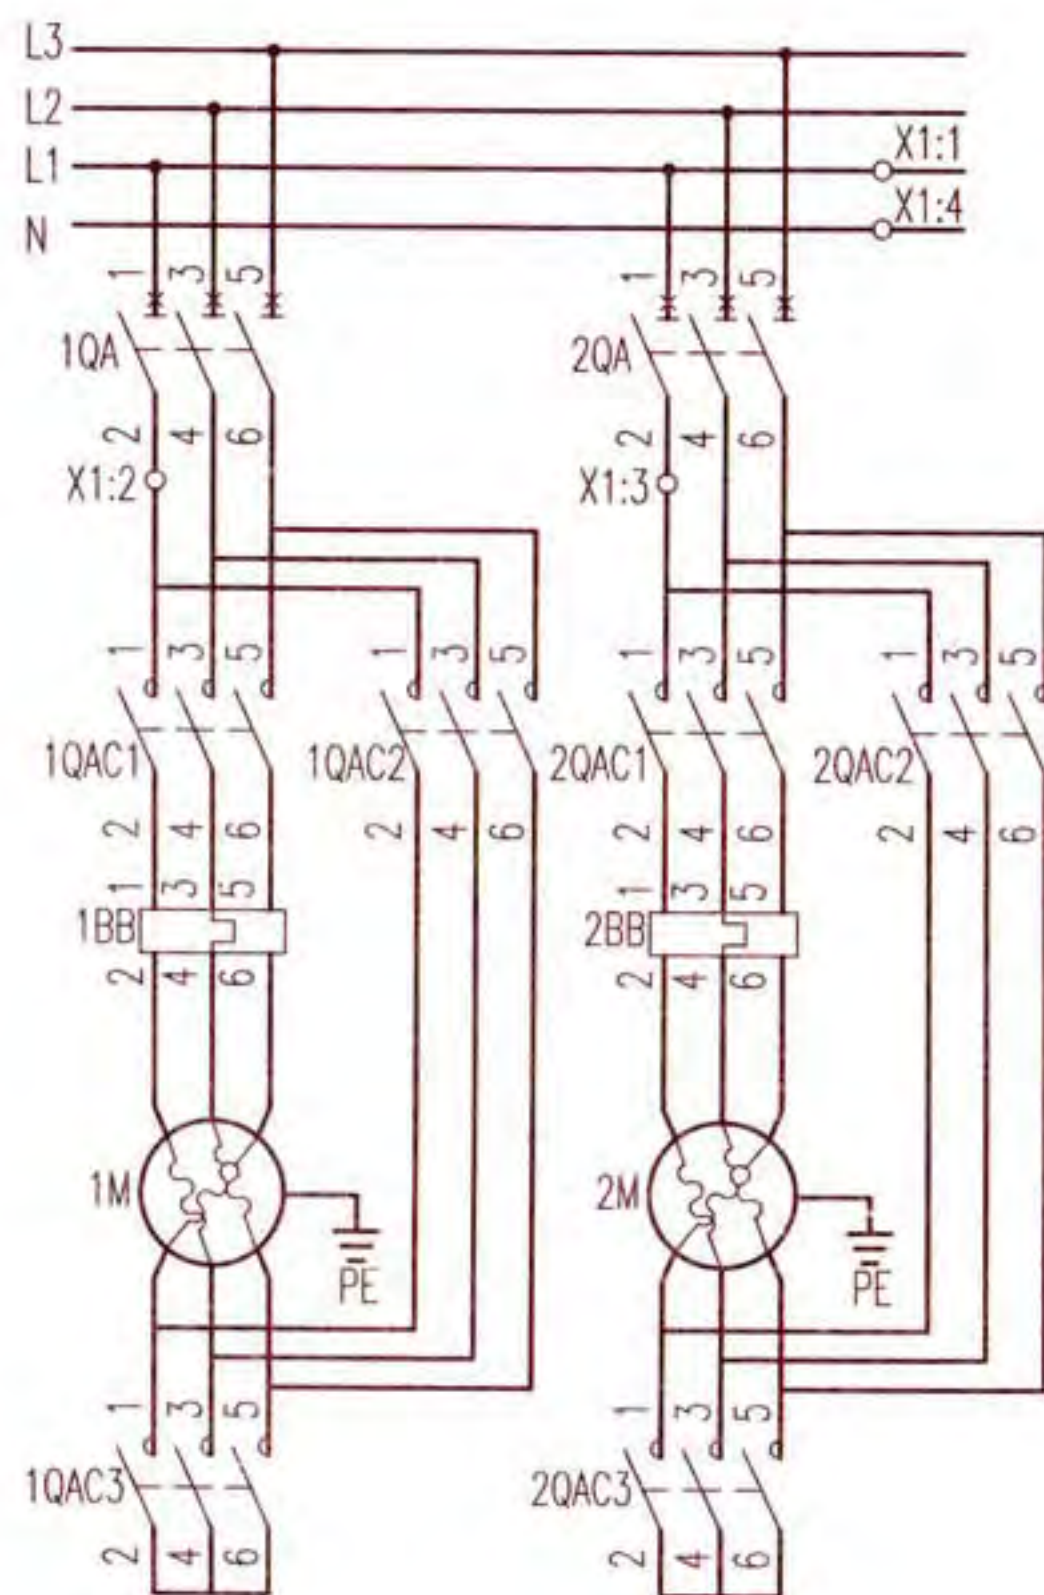 L3
L2
L1 X1:1
N X1:4
1 3 5 1 3 5
1QA 2QA
2 4 6 2 4 6
X1:2 X1:3
1 3 5 1 3 5 1 3 5 1 3 5
1QAC1 1QAC2 2QAC1 2QAC2
2 4 6 2 4 6 2 4 6 2 4 6
1 3 5 1 3 5
1BB 2BB
2 4 6 2 4 6
1M 2M
PE PE
1 3 5 1 3 5
1QAC3 2QAC3
2 4 6 2 4 6